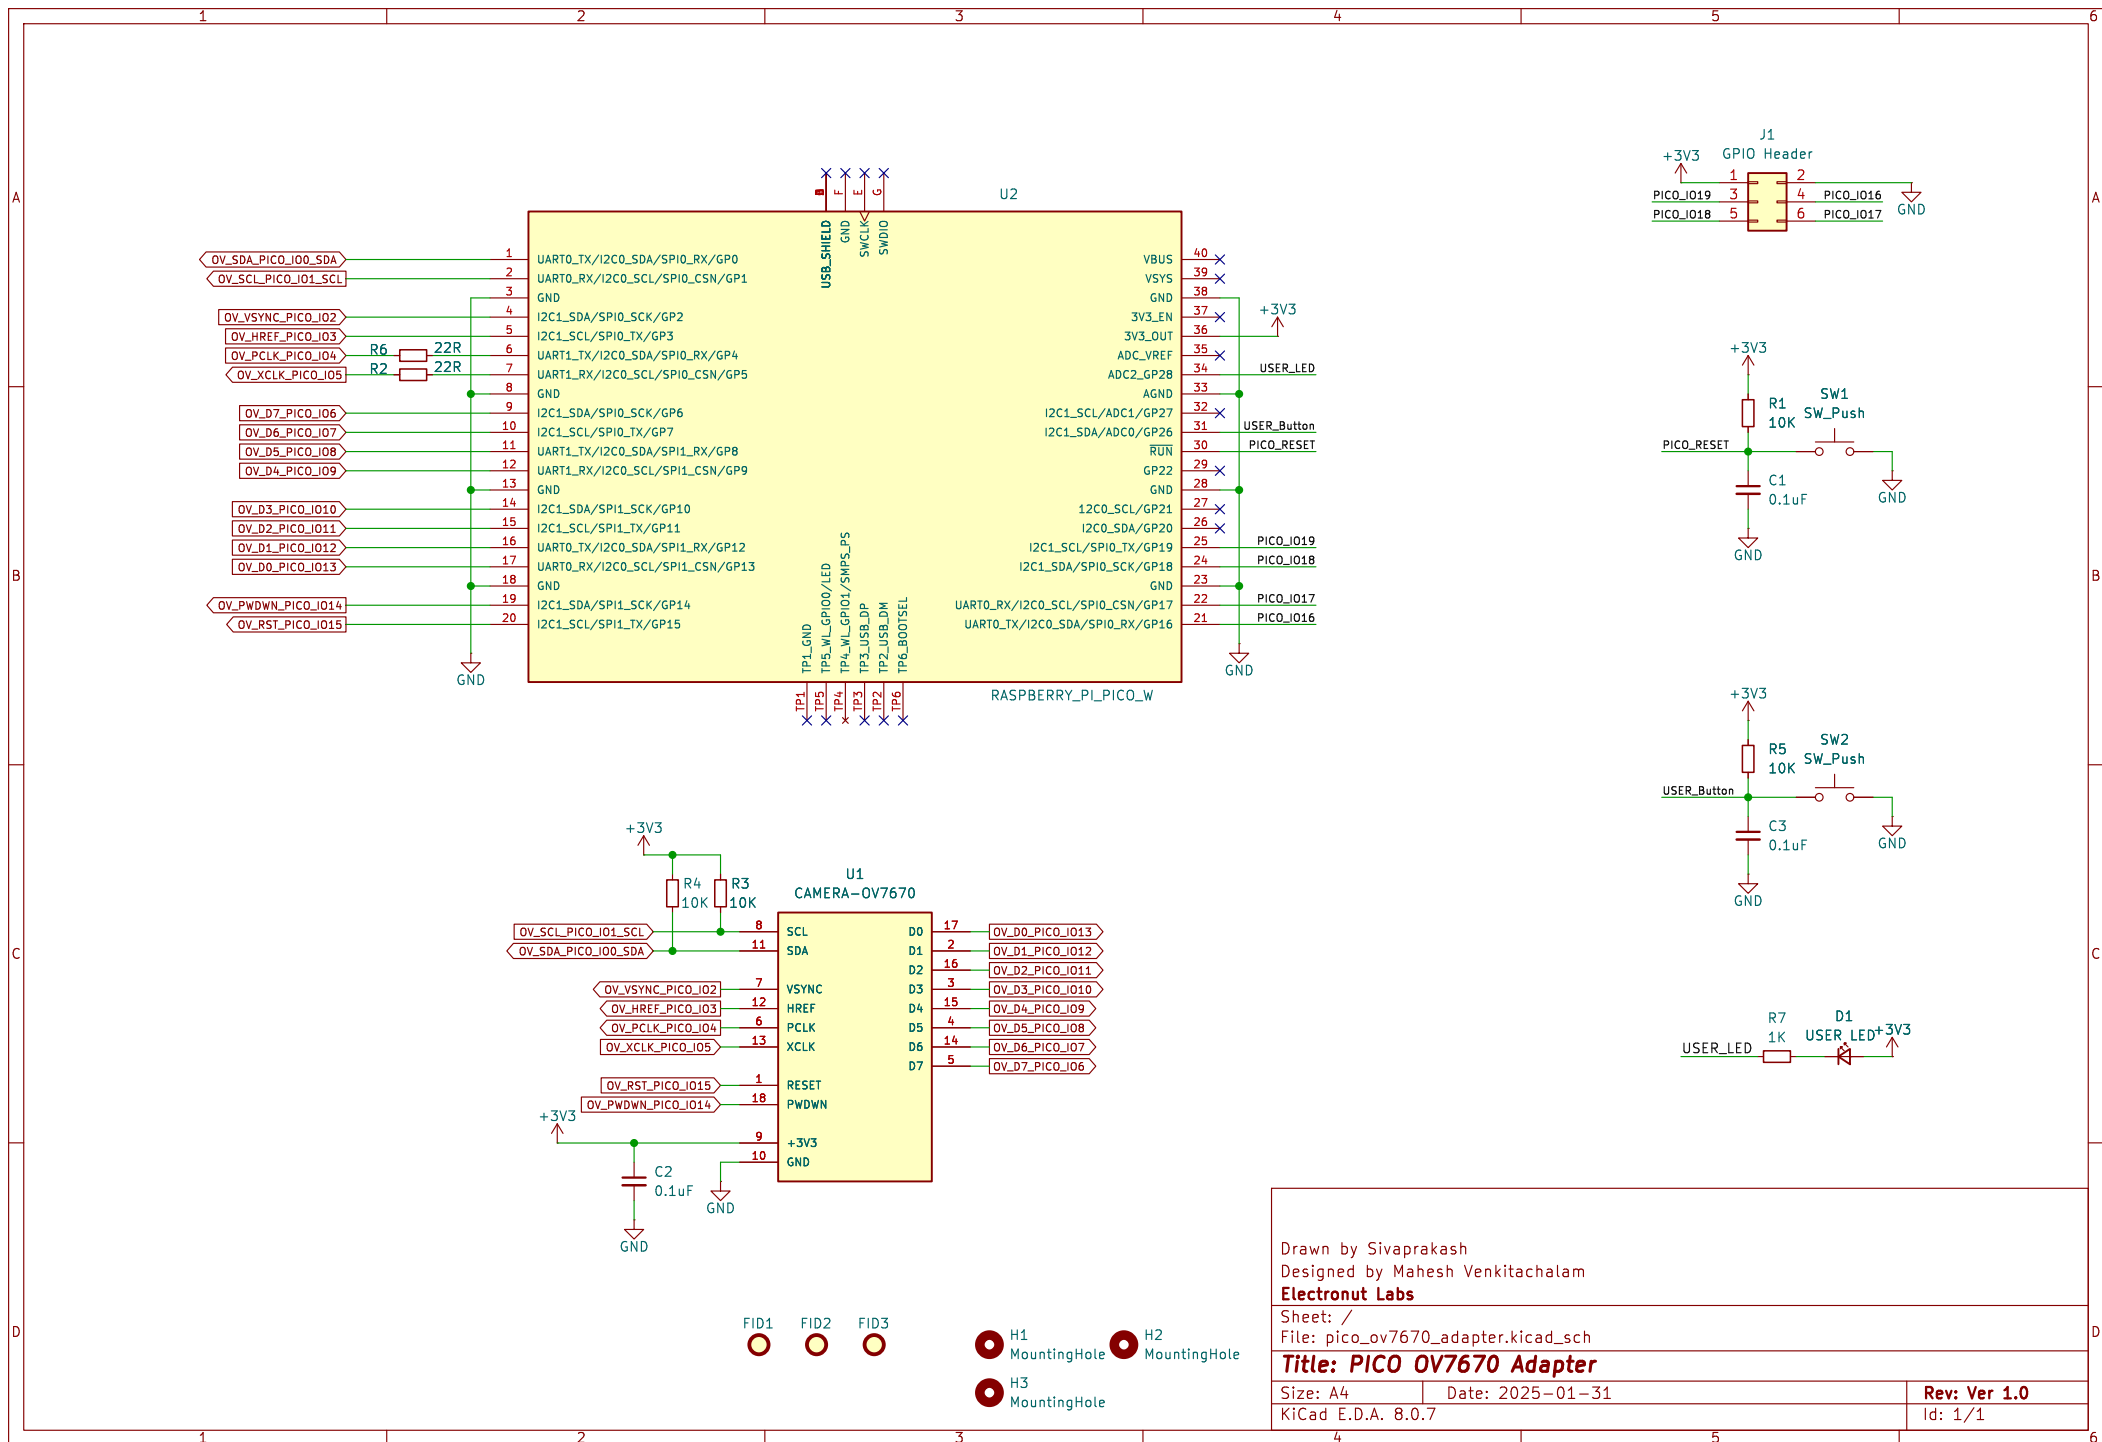 1 2 3 4 5 6
A
B
C
D
A
B
C
D
U2
RASPBERRY_PI_PICO_W
F E G
USB_SHIELD
GND
SWCLK
SWDIO
OV_SDA_PICO_IO0_SDA 1 UART0_TX/I2C0_SDA/SPI0_RX/GP0
OV_SCL_PICO_IO1_SCL 2 UART0_RX/I2C0_SCL/SPI0_CSN/GP1
3 GND
OV_VSYNC_PICO_IO2 4 I2C1_SDA/SPI0_SCK/GP2
OV_HREF_PICO_IO3 5 I2C1_SCL/SPI0_TX/GP3
OV_PCLK_PICO_IO4 R6 22R 6 UART1_TX/I2C0_SDA/SPI0_RX/GP4
OV_XCLK_PICO_IO5 R2 22R 7 UART1_RX/I2C0_SCL/SPI0_CSN/GP5
8 GND
OV_D7_PICO_IO6 9 I2C1_SDA/SPI0_SCK/GP6
OV_D6_PICO_IO7 10 I2C1_SCL/SPI0_TX/GP7
OV_D5_PICO_IO8 11 UART1_TX/I2C0_SDA/SPI1_RX/GP8
OV_D4_PICO_IO9 12 UART1_RX/I2C0_SCL/SPI1_CSN/GP9
13 GND
OV_D3_PICO_IO10 14 I2C1_SDA/SPI1_SCK/GP10
OV_D2_PICO_IO11 15 I2C1_SCL/SPI1_TX/GP11
OV_D1_PICO_IO12 16 UART0_TX/I2C0_SDA/SPI1_RX/GP12
OV_D0_PICO_IO13 17 UART0_RX/I2C0_SCL/SPI1_CSN/GP13
18 GND
OV_PWDWN_PICO_IO14 19 I2C1_SDA/SPI1_SCK/GP14
OV_RST_PICO_IO15 20 I2C1_SCL/SPI1_TX/GP15
GND
VBUS 40
VSYS 39
GND 38
3V3_EN 37
+3V3
3V3_OUT 36
ADC_VREF 35
ADC2_GP28 34 USER_LED
AGND 33
I2C1_SCL/ADC1/GP27 32
I2C1_SDA/ADC0/GP26 31 USER_Button
RUN 30 PICO_RESET
GP22 29
GND 28
12C0_SCL/GP21 27
I2C0_SDA/GP20 26
I2C1_SCL/SPI0_TX/GP19 25 PICO_IO19
I2C1_SDA/SPI0_SCK/GP18 24 PICO_IO18
GND 23
UART0_RX/I2C0_SCL/SPI0_CSN/GP17 22 PICO_IO17
UART0_TX/I2C0_SDA/SPI0_RX/GP16 21 PICO_IO16
GND
TP1_GND
TP5_WL_GPIO0/LED
TP4_WL_GPIO1/SMPS_PS
TP3_USB_DP
TP2_USB_DM
TP6_BOOTSEL
TP1 TP5 TP4 TP3 TP2 TP6
J1
GPIO Header
+3V3
1 2
PICO_IO19 3 4 PICO_IO16
PICO_IO18 5 6 PICO_IO17
GND
+3V3
R1
10K
SW1
SW_Push
PICO_RESET
C1
0.1uF
GND
GND
+3V3
R5
10K
SW2
SW_Push
USER_Button
C3
0.1uF
GND
GND
R7
1K
D1
USER_LED
+3V3
USER_LED
+3V3
R4
10K
R3
10K
U1
CAMERA-OV7670
OV_SCL_PICO_IO1_SCL 8 SCL
OV_SDA_PICO_IO0_SDA 11 SDA
OV_VSYNC_PICO_IO2 7 VSYNC
OV_HREF_PICO_IO3 12 HREF
OV_PCLK_PICO_IO4 6 PCLK
OV_XCLK_PICO_IO5 13 XCLK
OV_RST_PICO_IO15 1 RESET
OV_PWDWN_PICO_IO14 18 PWDWN
+3V3
9 +3V3
10 GND
C2
0.1uF
GND
GND
D0 17 OV_D0_PICO_IO13
D1 2 OV_D1_PICO_IO12
D2 16 OV_D2_PICO_IO11
D3 3 OV_D3_PICO_IO10
D4 15 OV_D4_PICO_IO9
D5 4 OV_D5_PICO_IO8
D6 14 OV_D6_PICO_IO7
D7 5 OV_D7_PICO_IO6
FID1 FID2 FID3
H1
MountingHole
H2
MountingHole
H3
MountingHole
Drawn by Sivaprakash
Designed by Mahesh Venkitachalam
Electronut Labs
Sheet: /
File: pico_ov7670_adapter.kicad_sch
Title: PICO OV7670 Adapter
Size: A4 Date: 2025-01-31 Rev: Ver 1.0
KiCad E.D.A. 8.0.7 Id: 1/1
1 2 3 4 5 6